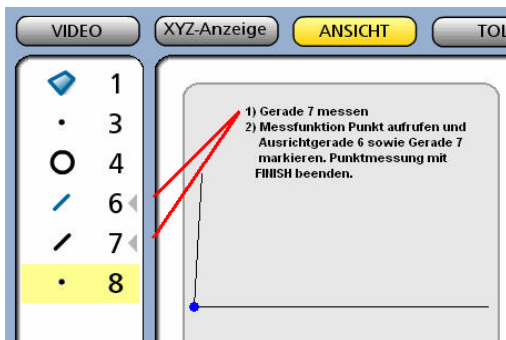 VIDEO XYZ-Anzeige ANSICHT TOL
1
3
4
6
7
8
1) Gerade 7 messen
2) Messfunktion Punkt aufrufen und
Ausrichtgerade 6 sowie Gerade 7
markieren. Punktmessung mit
FINISH beenden.